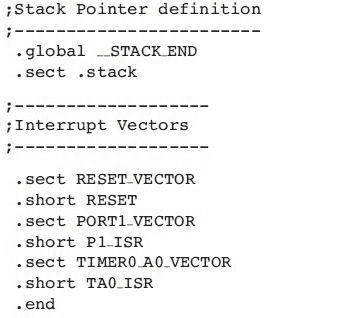 ;Stack Pointer definition
;------------------------
.global __STACK_END
.sect .stack
;-------------------
;Interrupt Vectors
;-------------------
.sect RESET_VECTOR
.short RESET
.sect PORT1_VECTOR
.short P1_ISR
.sect TIMER0_A0_VECTOR
.short TA0_ISR
.end